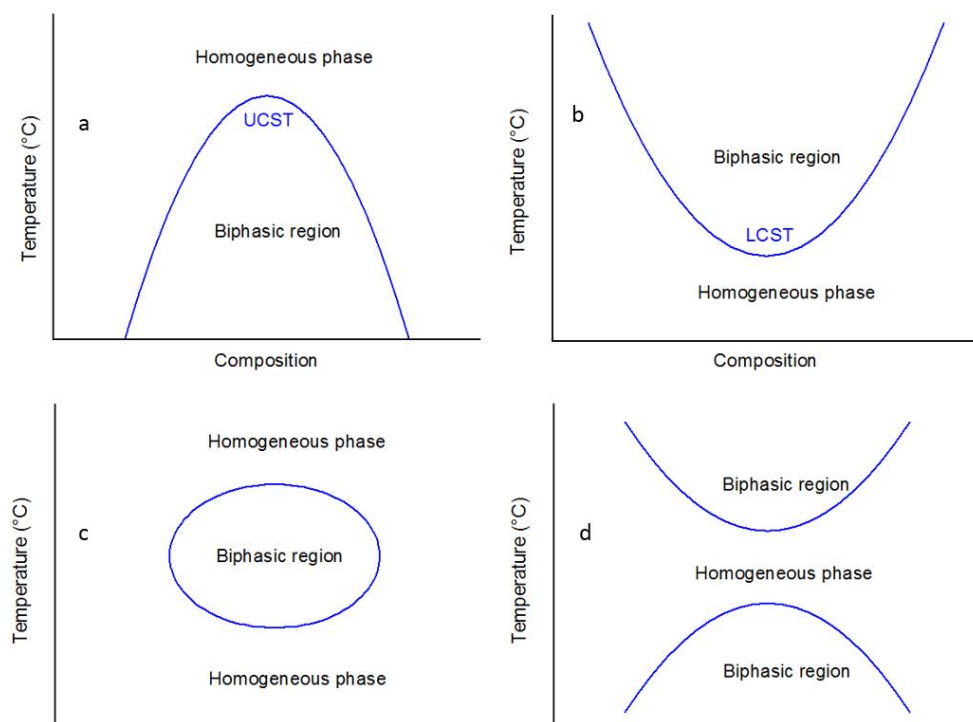 Homogeneous phase
a
UCST
Biphasic region
Temperature (°C)
Composition
b
Biphasic region
LCST
Homogeneous phase
Temperature (°C)
Composition
Homogeneous phase
c
Biphasic region
Homogeneous phase
Temperature (°C)
Biphasic region
d
Homogeneous phase
Biphasic region
Temperature (°C)